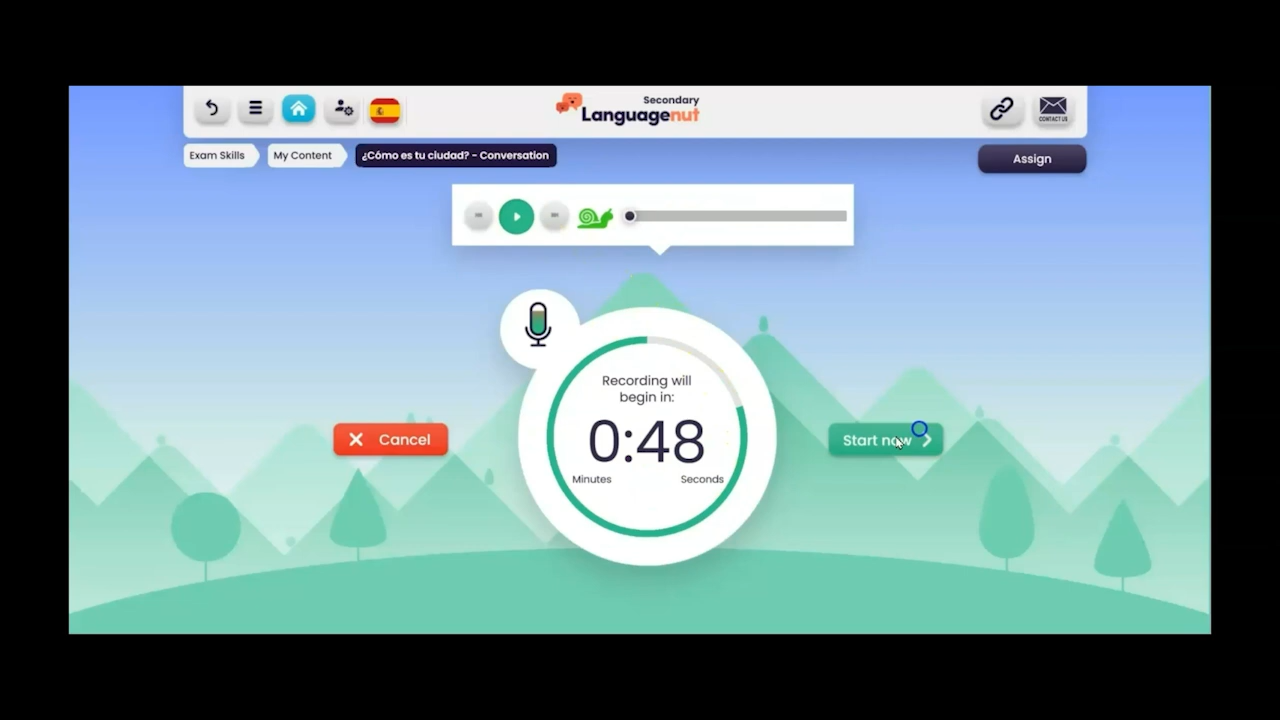 Secondary
Languagenut
CONTACT US
Exam Skills
My Content
¿Cómo es tu ciudad? - Conversation
Assign
Recording will
begin in:
0:48
Minutes Seconds
Cancel
Start now